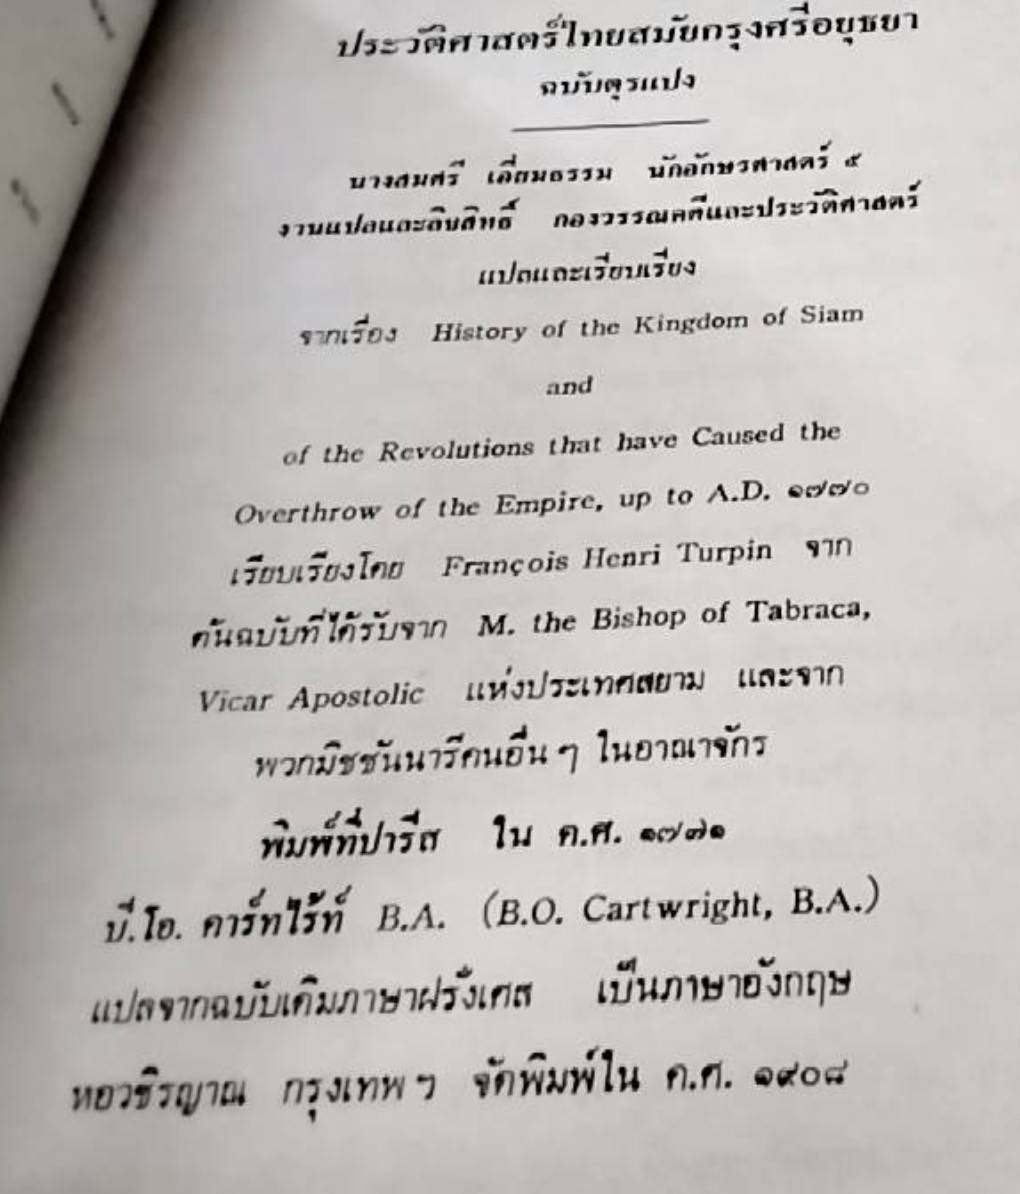 ประวัติศาสตร์ไทยสมัยกรุงศรีอยุธยา
ฉบับตุรแปง
นางสมศรี เอี่ยมธรรม นักอักษรศาสตร์ ๕
งานแปลและลิขสิทธิ์ กองวรรณคดีและประวัติศาสตร์
แปลและเรียบเรียง
จากเรื่อง History of the Kingdom of Siam
and
of the Revolutions that have Caused the
Overthrow of the Empire, up to A.D. ๑๗๗๐
เรียบเรียงโดย François Henri Turpin จาก
ต้นฉบับที่ได้รับจาก M. the Bishop of Tabraca,
Vicar Apostolic แห่งประเทศสยาม และจาก
พวกมิชชันนารีคนอื่น ๆ ในอาณาจักร
พิมพ์ที่ปารีส ใน ค.ศ. ๑๗๗๑
บี.โอ. คาร์ทไร้ท์ B.A. (B.O. Cartwright, B.A.)
แปลจากฉบับเดิมภาษาฝรั่งเศส เป็นภาษาอังกฤษ
หอวชิรญาณ กรุงเทพ ฯ จัดพิมพ์ใน ค.ศ. ๑๙๐๘